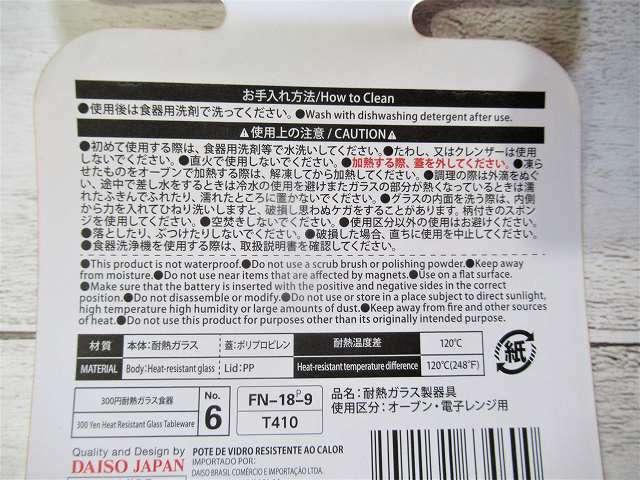 お手入れ方法/How to Clean
●使用後は食器用洗剤で洗ってください。●Wash with dishwashing detergent after use.
⚠使用上の注意 / CAUTION⚠
●初めて使用する際は、食器用洗剤等で水洗いしてください。●たわし、又はクレンザーは使用
しないでください。●直火で使用しないでください。●加熱する際、蓋を外してください。●凍ら
せたものをオーブンで加熱する際は、解凍してから加熱してください。●調理の際は外滴をぬぐ
い、途中で差し水をするときは冷水の使用を避けまたガラスの部分が熱くなっているときは濡
れたふきんでふれたり、濡れたところに置かないでください。●グラスの内面を洗う際は、内側
から力を入れてひねり洗いしますと、破損し思わぬケガをすることがあります。柄付きのスポン
ジを使用してください。●空焚きしないでください。●使用区分以外の使用はお避けください。
●落としたり、ぶつけたりしないでください。●破損した場合、直ちに使用を中止してください。
●食器洗浄機を使用する際は、取扱説明書を確認してください。
●This product is not waterproof.●Do not use a scrub brush or polishing powder.●Keep away
from moisture.●Do not use near items that are affected by magnets.●Use on a flat surface.
●Make sure that the battery is inserted with the positive and negative sides in the correct
position.●Do not disassemble or modify.●Do not use or store in a place subject to direct sunlight,
high temperature high humidity or large amounts of dust.●Keep away from fire and other sources
of heat.●Do not use this product for purposes other than its originally intended purpose.
材質 本体:耐熱ガラス 蓋:ポリプロピレン 耐熱温度差 120℃
MATERIAL Body:Heat-resistant glass Lid:PP Heat-resistant temperature difference 120℃(248°F)
紙
300円耐熱ガラス食器 No. FN-18-P-9 品名:耐熱ガラス製器具
300 Yen Heat Resistant Glass Tableware 6 T410 使用区分:オーブン・電子レンジ用
Quality and Design by POTE DE VIDRO RESISTENTE AO CALOR
DAISO JAPAN IMPORTADO POR:
DAISO BRASIL COMÉRCIO E IMPORTAÇÃO LTDA.